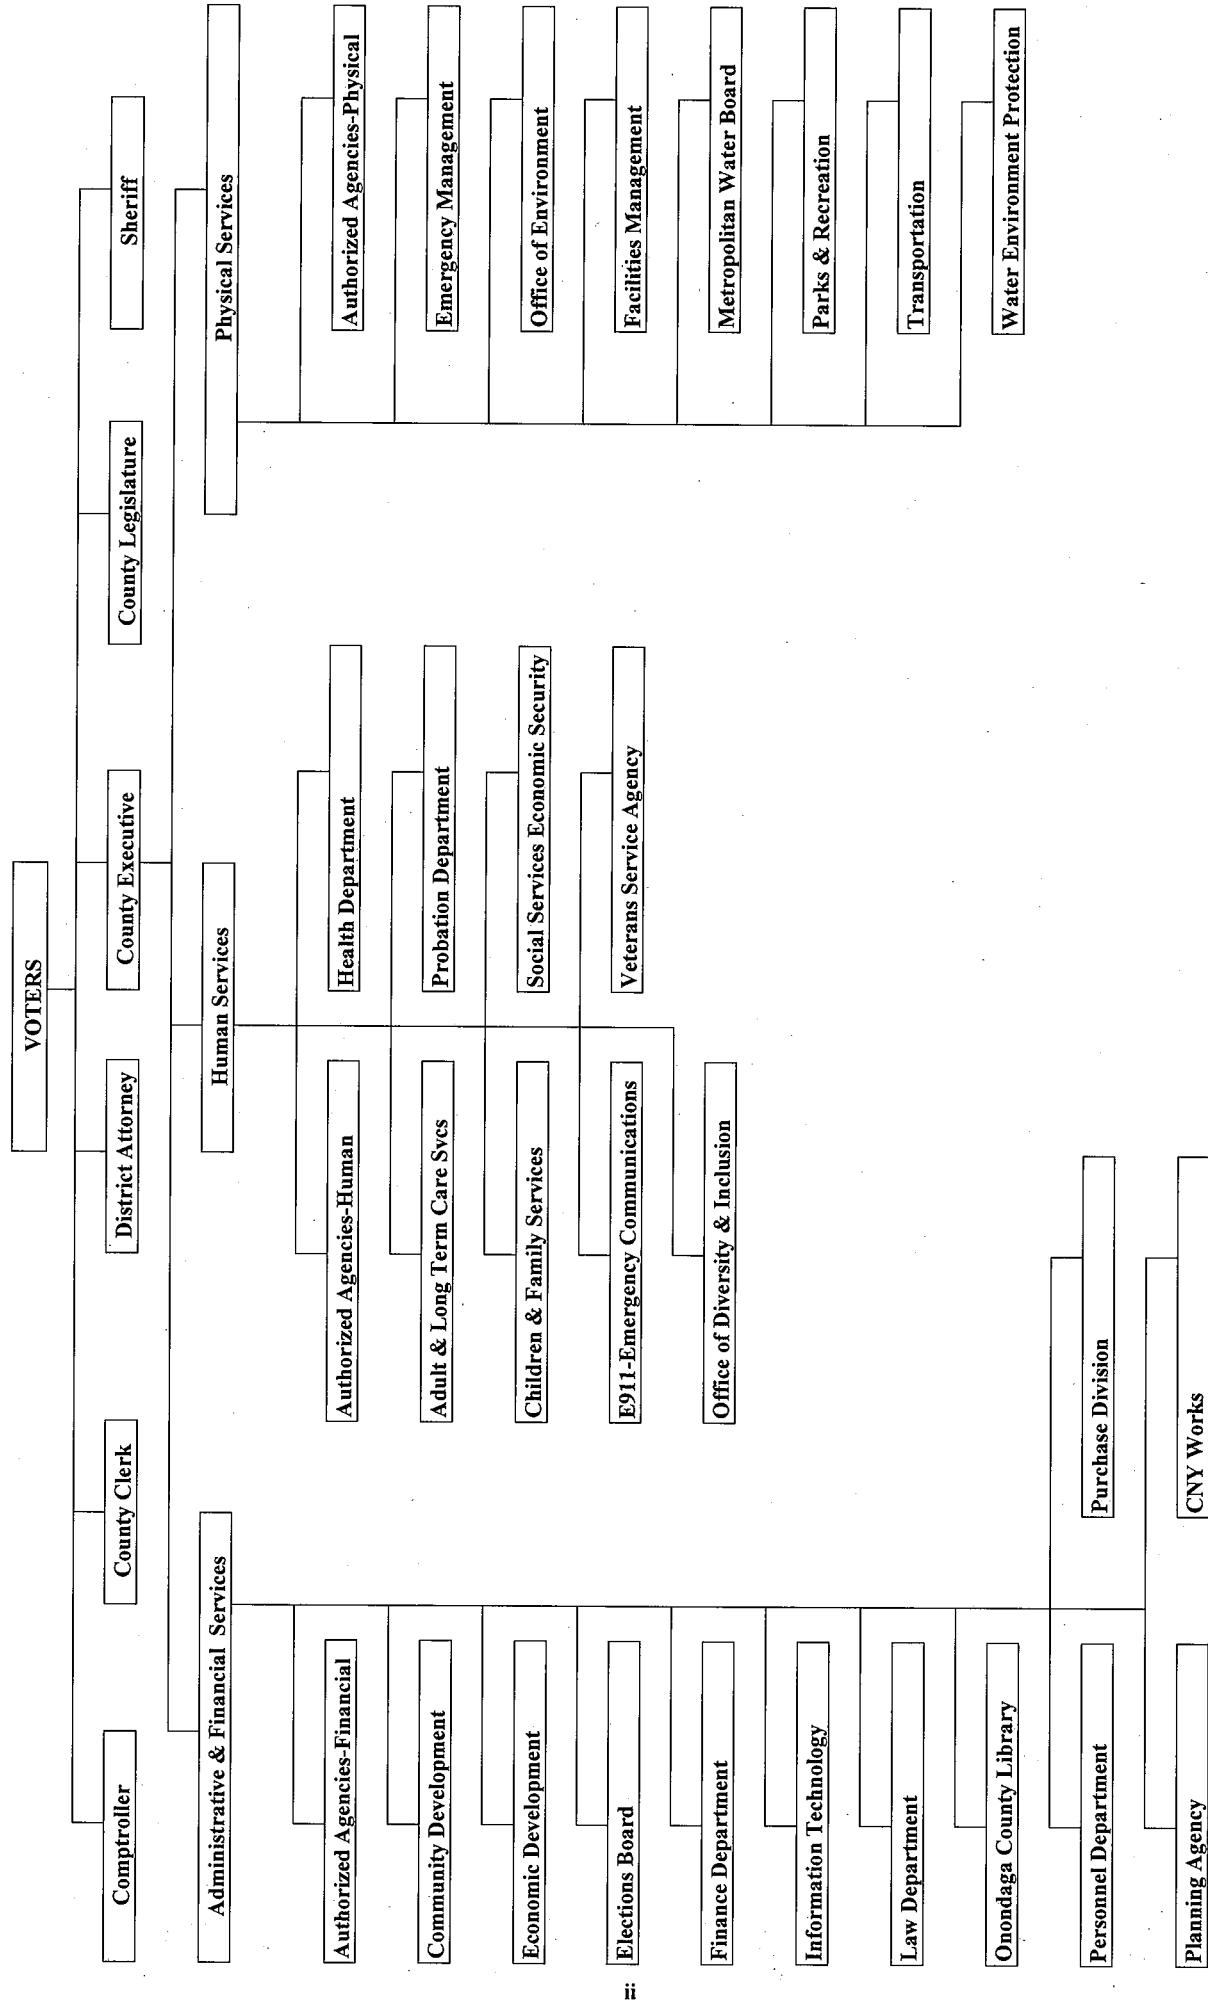 VOTERS
Comptroller
County Clerk
District Attorney
County Executive
County Legislature
Sheriff
Administrative & Financial Services
Human Services
Physical Services
Authorized Agencies-Financial
Community Development
Economic Development
Elections Board
Finance Department
Information Technology
Law Department
Onondaga County Library
Personnel Department
Purchase Division
Planning Agency
CNY Works
Authorized Agencies-Human
Health Department
Adult & Long Term Care Svcs
Probation Department
Children & Family Services
Social Services Economic Security
E911-Emergency Communications
Veterans Service Agency
Office of Diversity & Inclusion
Authorized Agencies-Physical
Emergency Management
Office of Environment
Facilities Management
Metropolitan Water Board
Parks & Recreation
Transportation
Water Environment Protection
ii